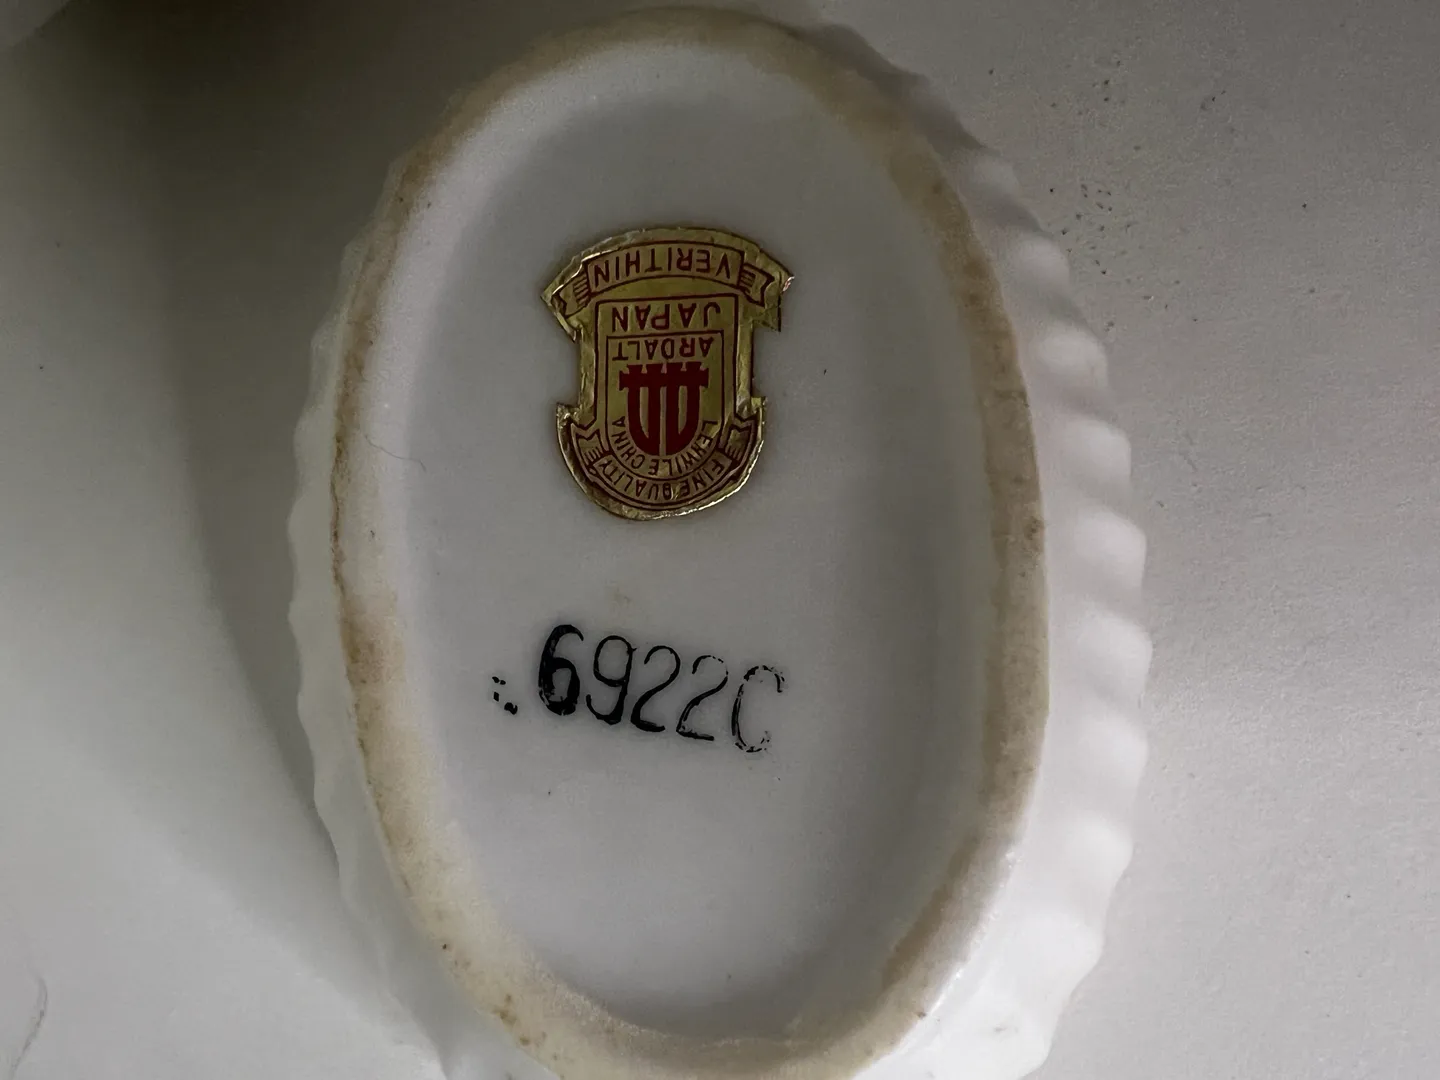 FINE QUALITY
LENWILE CHINA
ARDALT
JAPAN
VERITHIN
6922C